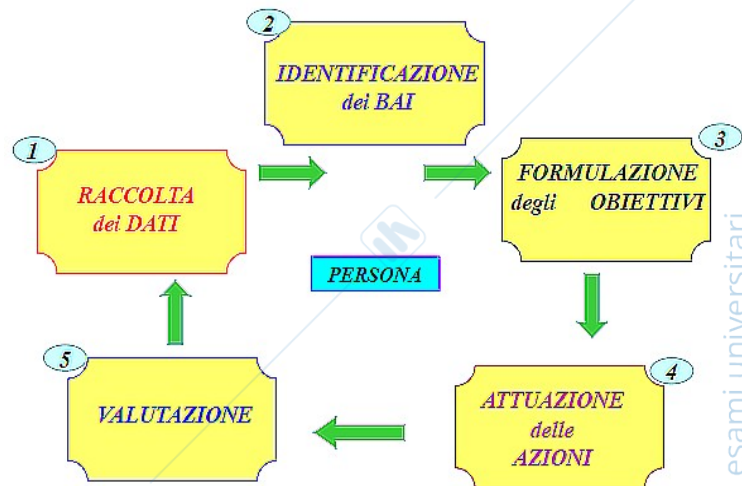 1
RACCOLTA
dei DATI
2
IDENTIFICAZIONE
dei BAI
3
FORMULAZIONE
degli OBIETTIVI
PERSONA
4
ATTUAZIONE
delle
AZIONI
5
VALUTAZIONE
esami universitari